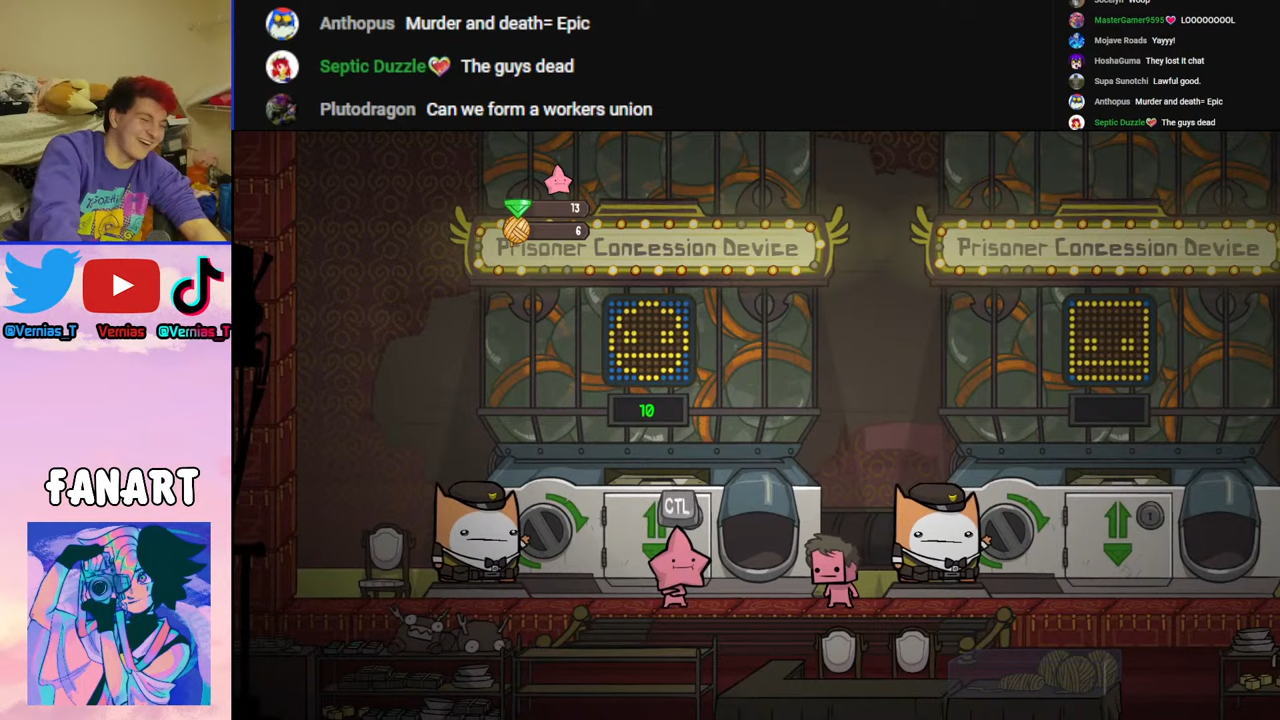 Anthopus Murder and death= Epic
Septic Duzzle The guys dead
Plutodragon Can we form a workers union
MasterGamer9595 LOOOOOOOOL
Mojave Roads Yayyy!
HoshaGuma They lost it chat
Supa Sunotchi Lawful good.
Anthopus Murder and death= Epic
Septic Duzzle The guys dead
13
6
Prisoner Concession Device
Prisoner Concession Device
10
CTL
@Vernias_T
Vernias
@Vernias_T
FANART